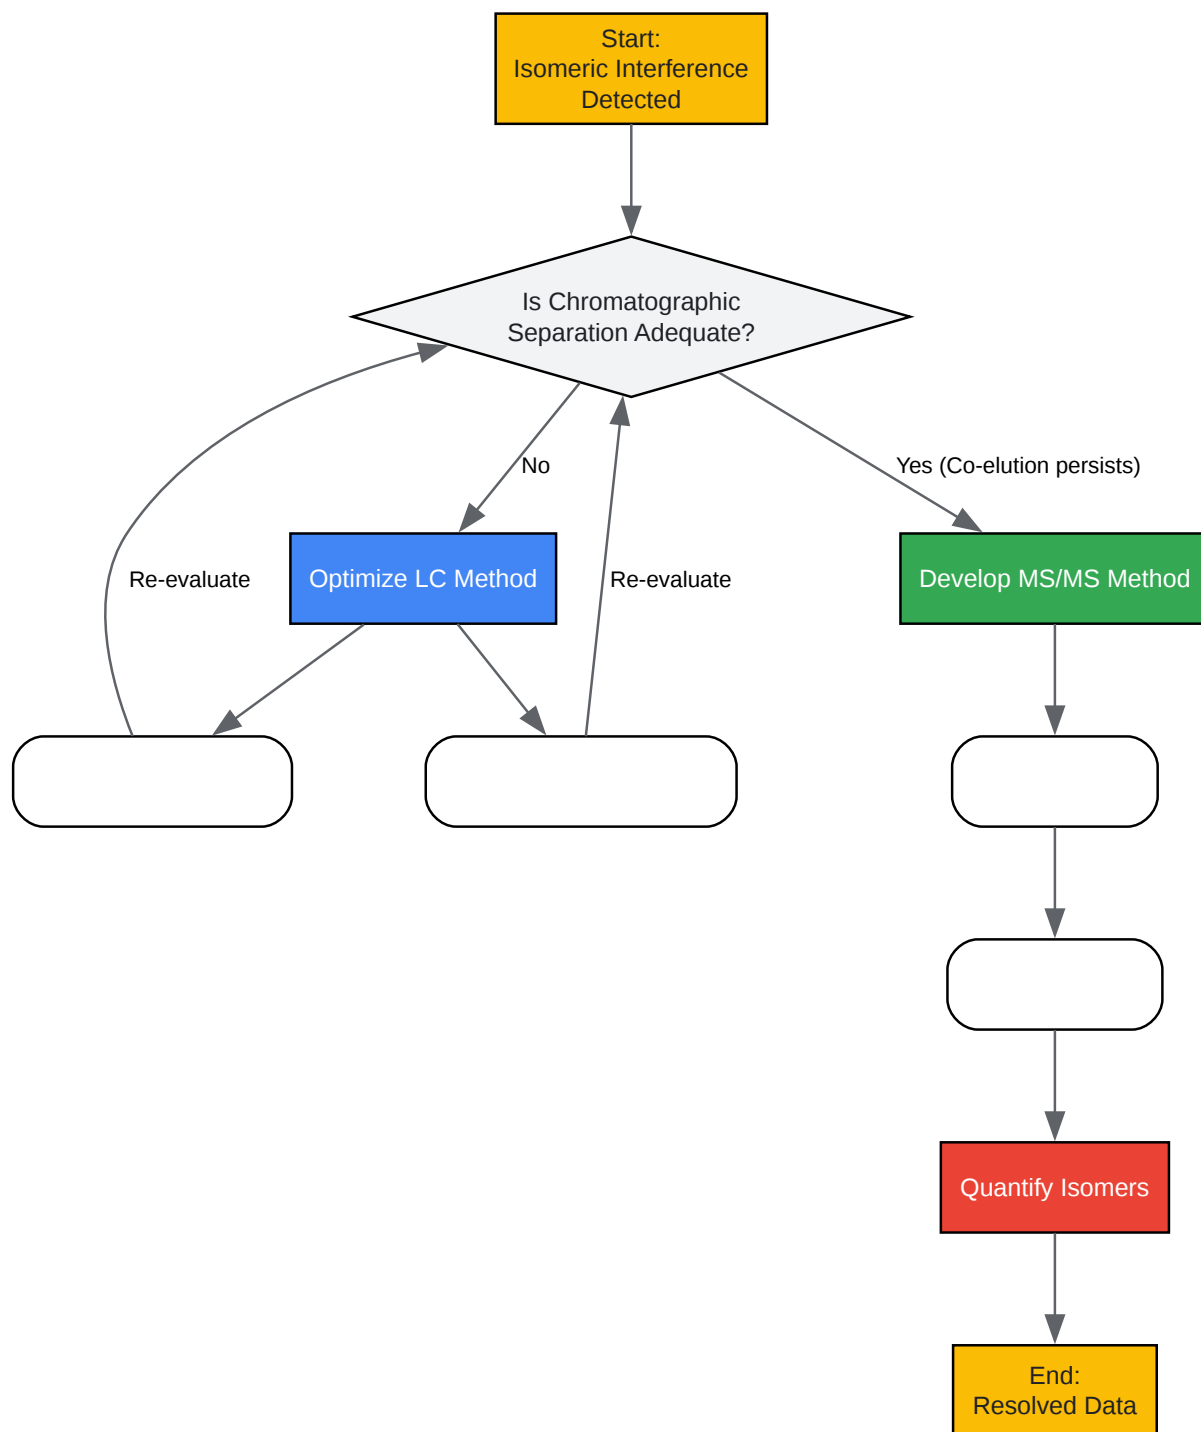 Start:
Isomeric Interference
Detected
Is Chromatographic
Separation Adequate?
No
Yes (Co-elution persists)
Re-evaluate
Optimize LC Method
Re-evaluate
Develop MS/MS Method
Quantify Isomers
End:
Resolved Data